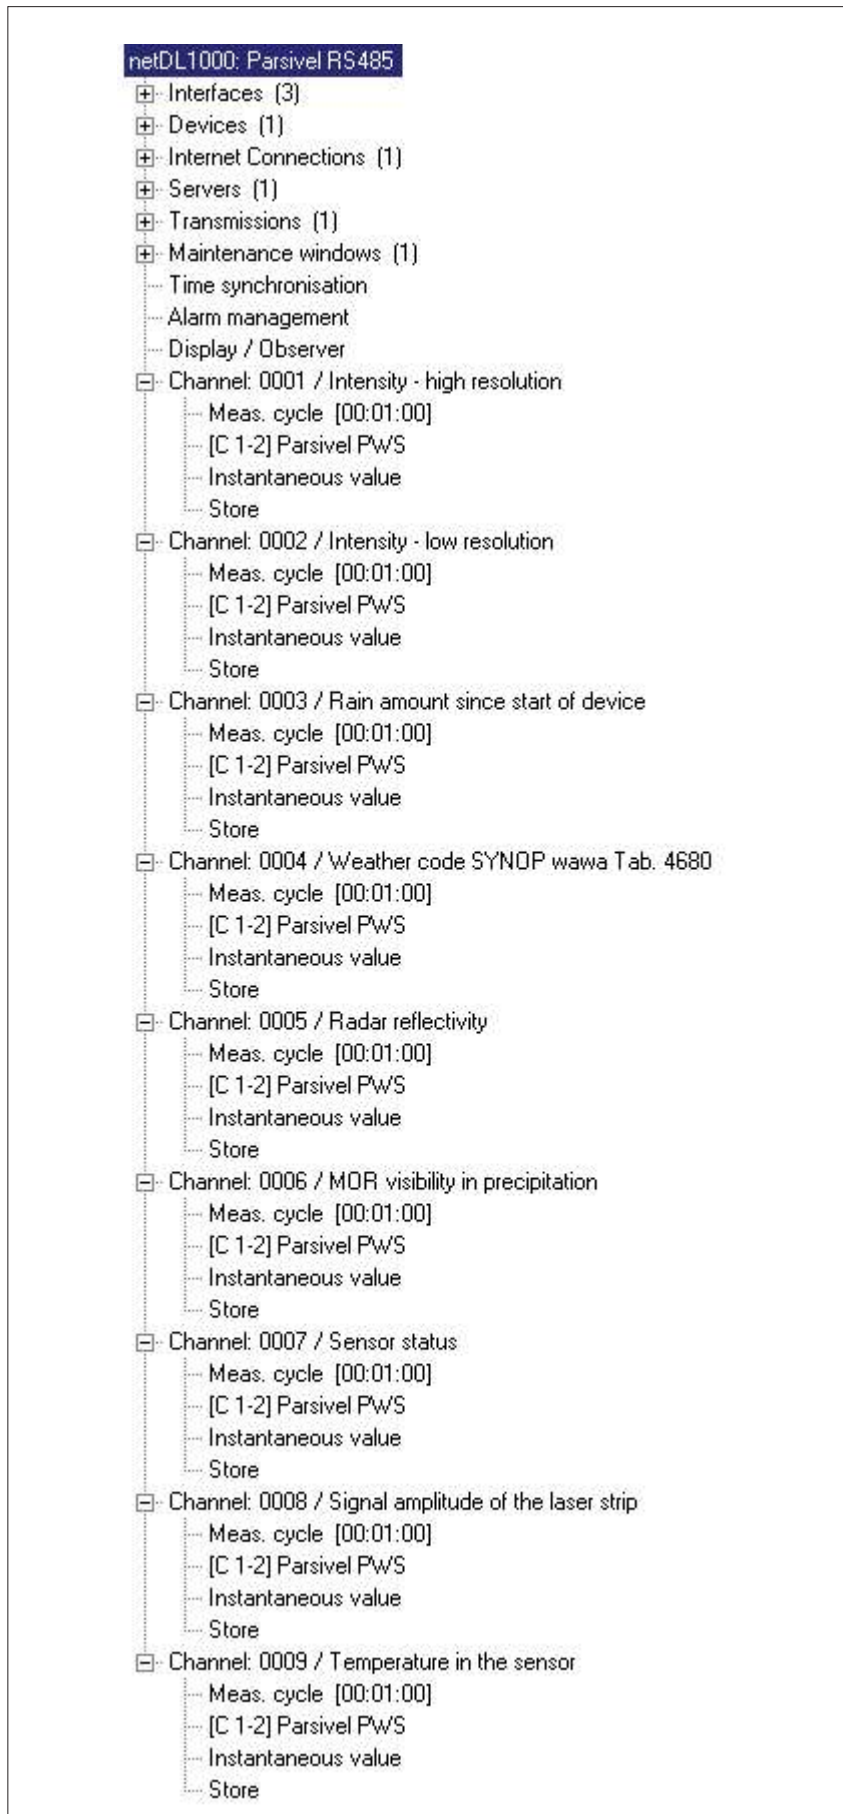 netDL1000: Parsivel RS485
Interfaces (3)
Devices (1)
Internet Connections (1)
Servers (1)
Transmissions (1)
Maintenance windows (1)
Time synchronisation
Alarm management
Display / Observer
Channel: 0001 / Intensity - high resolution
Meas. cycle [00:01:00]
[C 1-2] Parsivel PWS
Instantaneous value
Store
Channel: 0002 / Intensity - low resolution
Meas. cycle [00:01:00]
[C 1-2] Parsivel PWS
Instantaneous value
Store
Channel: 0003 / Rain amount since start of device
Meas. cycle [00:01:00]
[C 1-2] Parsivel PWS
Instantaneous value
Store
Channel: 0004 / Weather code SYNOP wawa Tab. 4680
Meas. cycle [00:01:00]
[C 1-2] Parsivel PWS
Instantaneous value
Store
Channel: 0005 / Radar reflectivity
Meas. cycle [00:01:00]
[C 1-2] Parsivel PWS
Instantaneous value
Store
Channel: 0006 / MOR visibility in precipitation
Meas. cycle [00:01:00]
[C 1-2] Parsivel PWS
Instantaneous value
Store
Channel: 0007 / Sensor status
Meas. cycle [00:01:00]
[C 1-2] Parsivel PWS
Instantaneous value
Store
Channel: 0008 / Signal amplitude of the laser strip
Meas. cycle [00:01:00]
[C 1-2] Parsivel PWS
Instantaneous value
Store
Channel: 0009 / Temperature in the sensor
Meas. cycle [00:01:00]
[C 1-2] Parsivel PWS
Instantaneous value
Store